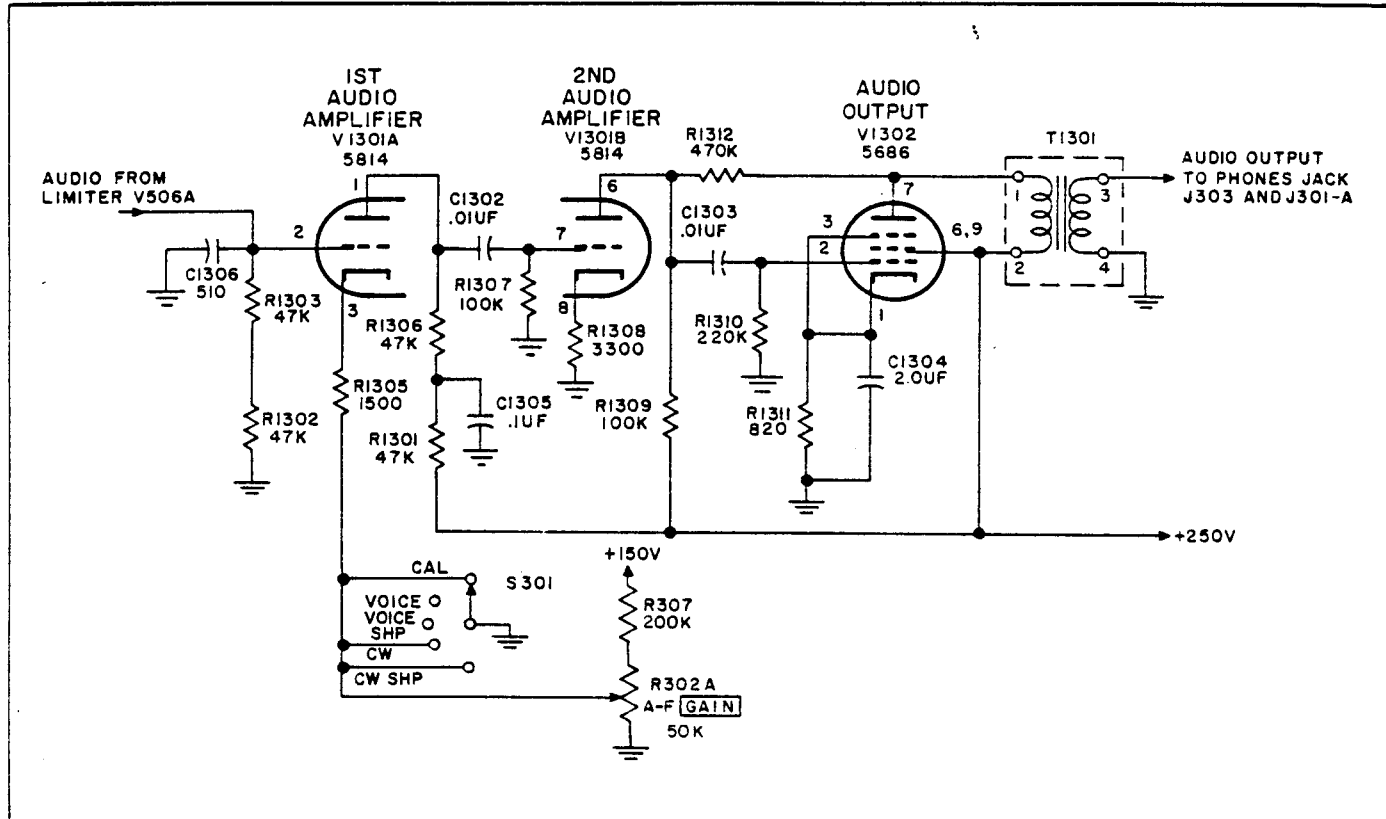 1ST
AUDIO
AMPLIFIER
V1301A
5814
2ND
AUDIO
AMPLIFIER
V1301B
5814
AUDIO
OUTPUT
V1302
5686
R1312
470K
T1301
AUDIO OUTPUT
TO PHONES JACK
J303 AND J301-A
AUDIO FROM
LIMITER V506A
1
6
7
1
3
C1302
.01UF
C1303
.01UF
3
2
6,9
2
7
2
4
C1306
510
R1303
47K
3
R1307
100K
8
1
R1306
47K
R1308
3300
R1310
220K
C1304
2.0UF
R1305
1500
C1305
.1UF
R1309
100K
R1311
820
R1302
47K
R1301
47K
+250V
+150V
CAL
S301
VOICE
VOICE
SHP
CW
CW SHP
R307
200K
R302A
A-F GAIN
50K